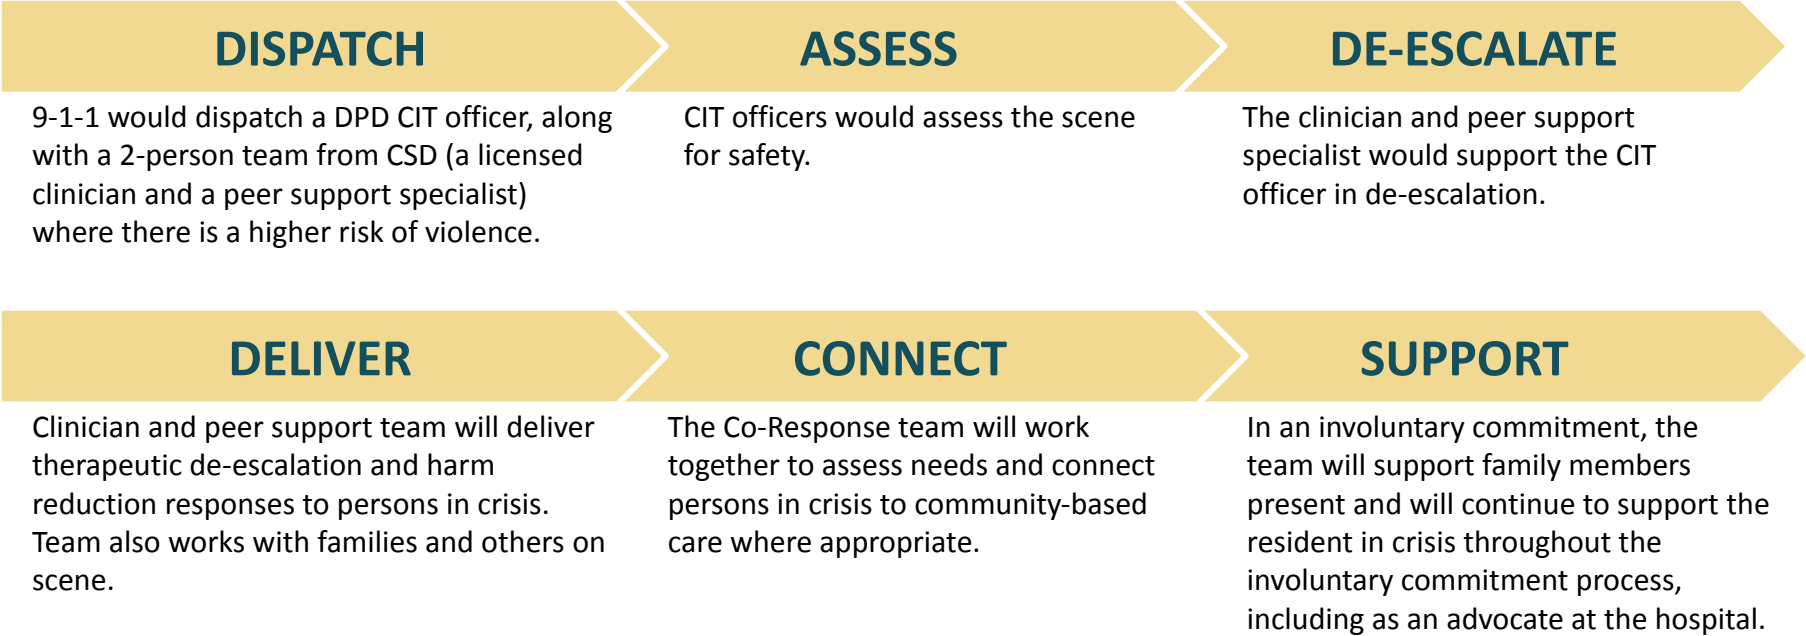 DISPATCH
9-1-1 would dispatch a DPD CIT officer, along
with a 2-person team from CSD (a licensed
clinician and a peer support specialist)
where there is a higher risk of violence.
ASSESS
CIT officers would assess the scene
for safety.
DE-ESCALATE
The clinician and peer support
specialist would support the CIT
officer in de-escalation.
DELIVER
Clinician and peer support team will deliver
therapeutic de-escalation and harm
reduction responses to persons in crisis.
Team also works with families and others on
scene.
CONNECT
The Co-Response team will work
together to assess needs and connect
persons in crisis to community-based
care where appropriate.
SUPPORT
In an involuntary commitment, the
team will support family members
present and will continue to support the
resident in crisis throughout the
involuntary commitment process,
including as an advocate at the hospital.